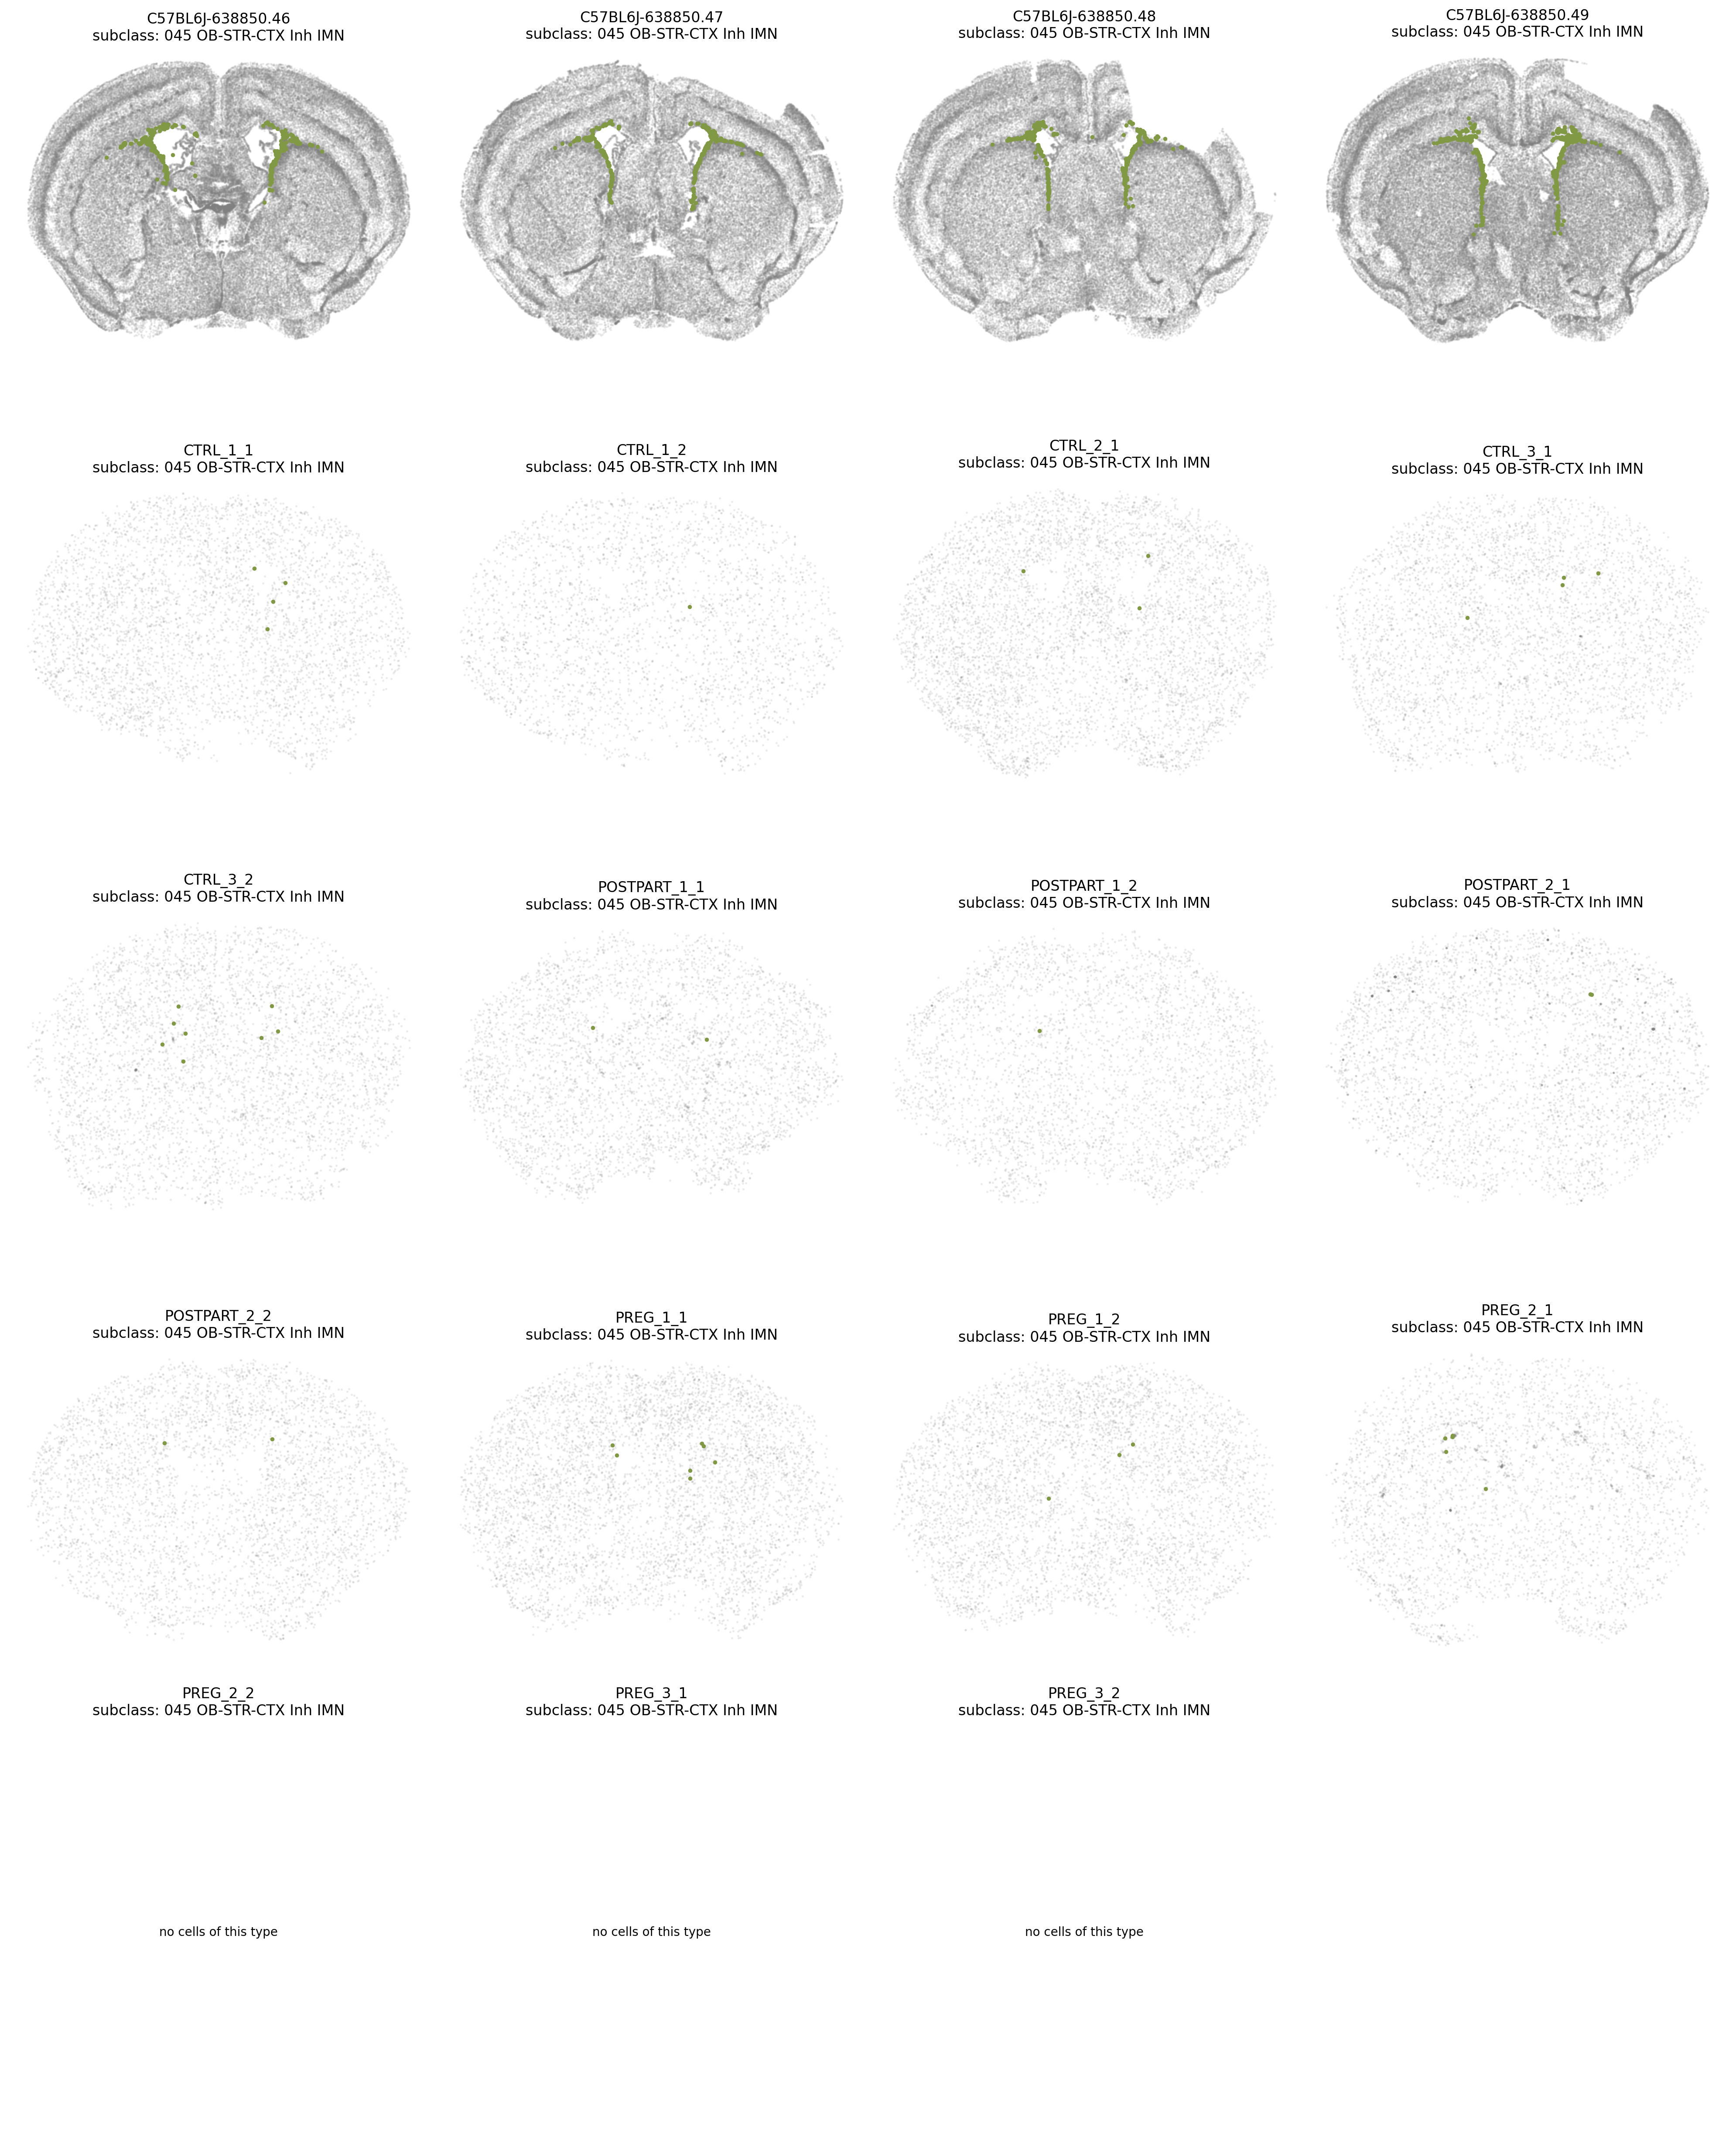 C57BL6J-638850.46
subclass: 045 OB-STR-CTX Inh IMN
C57BL6J-638850.47
subclass: 045 OB-STR-CTX Inh IMN
C57BL6J-638850.48
subclass: 045 OB-STR-CTX Inh IMN
C57BL6J-638850.49
subclass: 045 OB-STR-CTX Inh IMN
CTRL_1_1
subclass: 045 OB-STR-CTX Inh IMN
CTRL_1_2
subclass: 045 OB-STR-CTX Inh IMN
CTRL_2_1
subclass: 045 OB-STR-CTX Inh IMN
CTRL_3_1
subclass: 045 OB-STR-CTX Inh IMN
CTRL_3_2
subclass: 045 OB-STR-CTX Inh IMN
POSTPART_1_1
subclass: 045 OB-STR-CTX Inh IMN
POSTPART_1_2
subclass: 045 OB-STR-CTX Inh IMN
POSTPART_2_1
subclass: 045 OB-STR-CTX Inh IMN
POSTPART_2_2
subclass: 045 OB-STR-CTX Inh IMN
PREG_1_1
subclass: 045 OB-STR-CTX Inh IMN
PREG_1_2
subclass: 045 OB-STR-CTX Inh IMN
PREG_2_1
subclass: 045 OB-STR-CTX Inh IMN
PREG_2_2
subclass: 045 OB-STR-CTX Inh IMN
no cells of this type
PREG_3_1
subclass: 045 OB-STR-CTX Inh IMN
no cells of this type
PREG_3_2
subclass: 045 OB-STR-CTX Inh IMN
no cells of this type